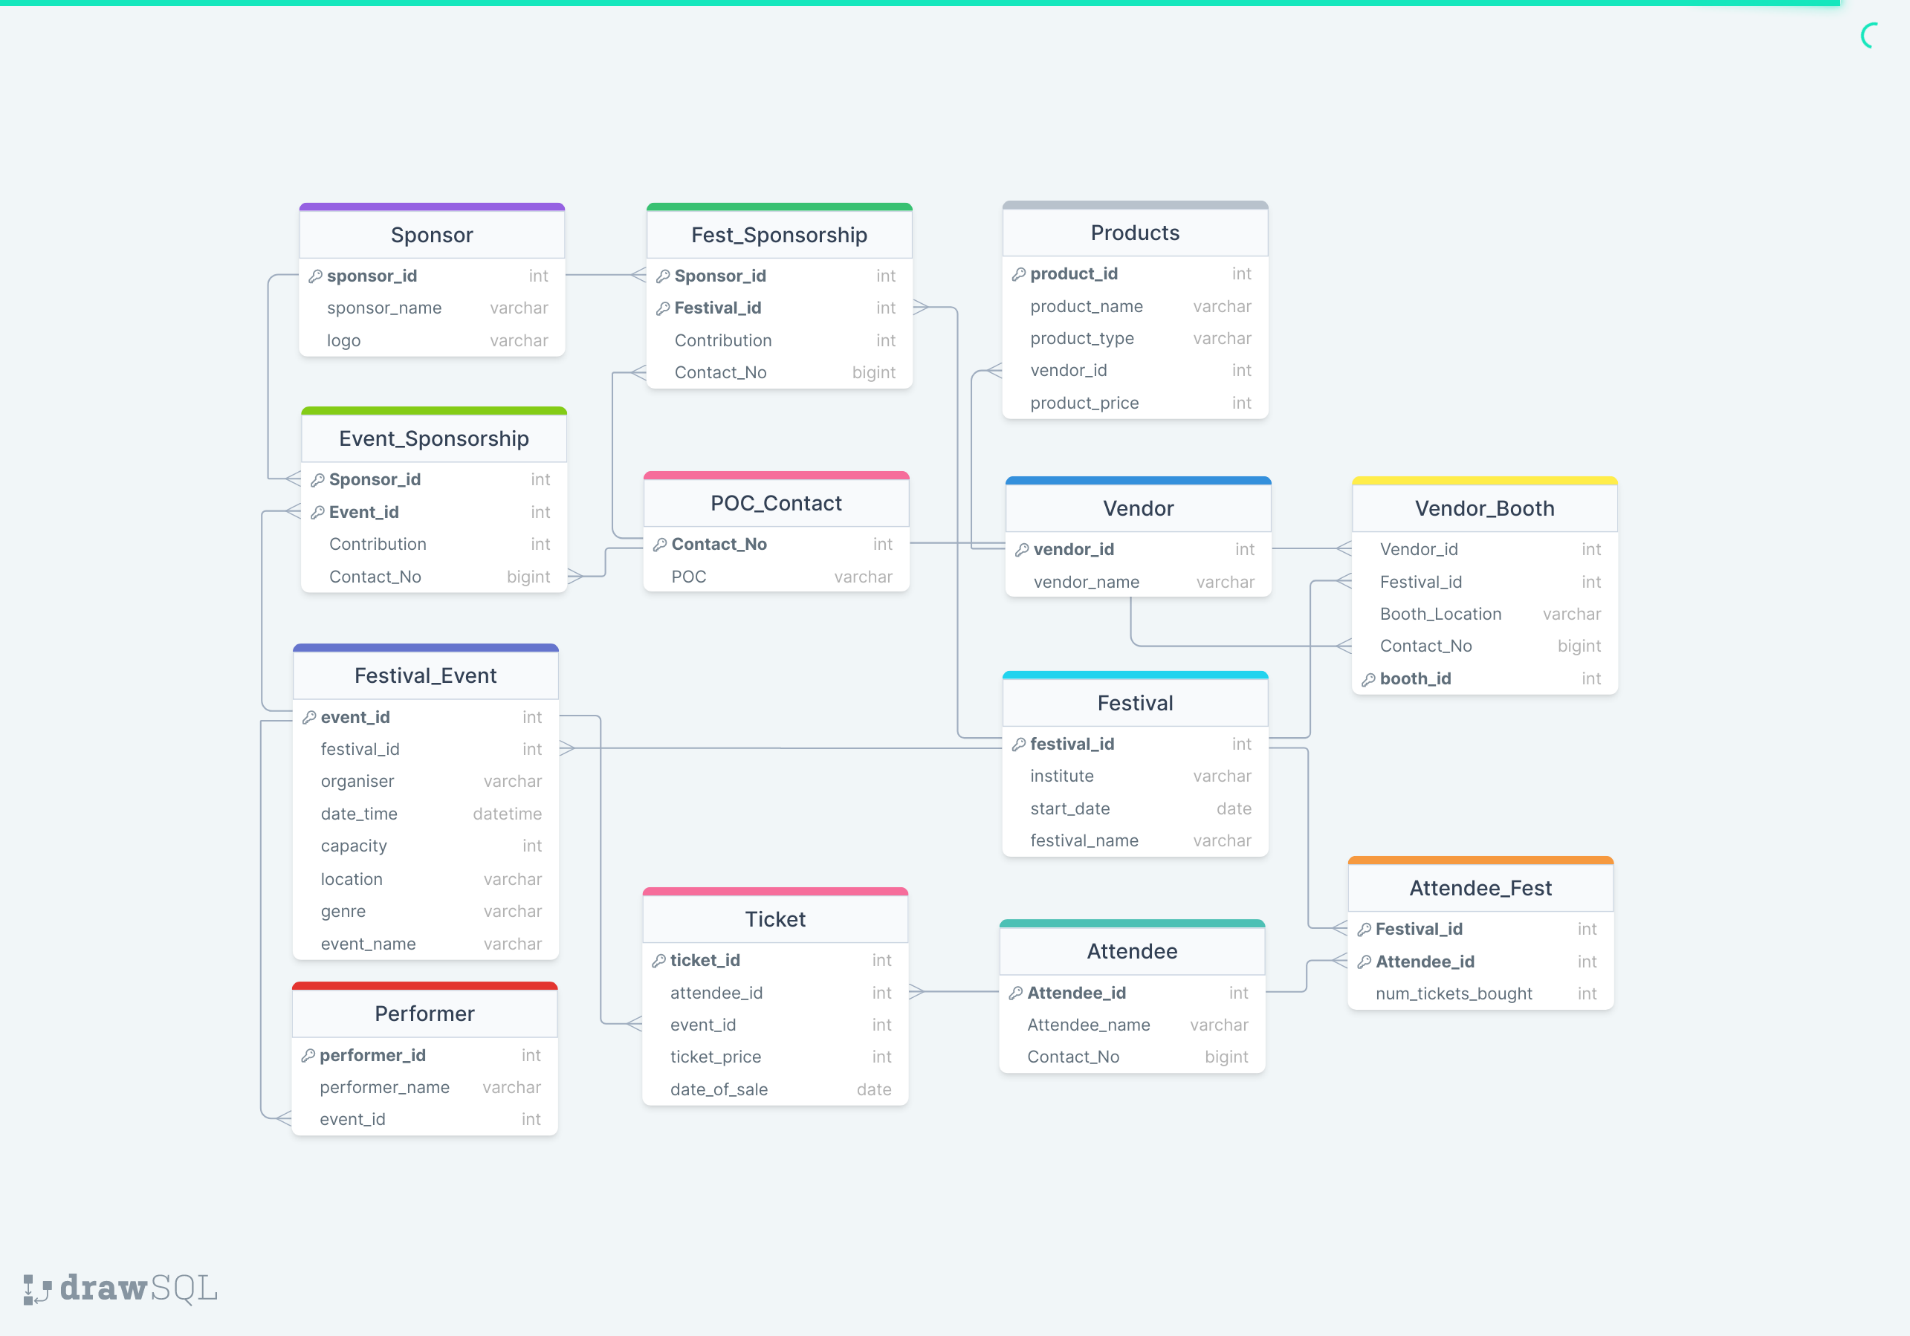 Sponsor
sponsor_id int
sponsor_name varchar
logo varchar
Fest_Sponsorship
Sponsor_id int
Festival_id int
Contribution int
Contact_No bigint
Products
product_id int
product_name varchar
product_type varchar
vendor_id int
product_price int
Event_Sponsorship
Sponsor_id int
Event_id int
Contribution int
Contact_No bigint
POC_Contact
Contact_No int
POC varchar
Vendor
vendor_id int
vendor_name varchar
Vendor_Booth
Vendor_id int
Festival_id int
Booth_Location varchar
Contact_No bigint
booth_id int
Festival_Event
event_id int
festival_id int
organiser varchar
date_time datetime
capacity int
location varchar
genre varchar
event_name varchar
Festival
festival_id int
institute varchar
start_date date
festival_name varchar
Performer
performer_id int
performer_name varchar
event_id int
Ticket
ticket_id int
attendee_id int
event_id int
ticket_price int
date_of_sale date
Attendee
Attendee_id int
Attendee_name varchar
Contact_No bigint
Attendee_Fest
Festival_id int
Attendee_id int
num_tickets_bought int
drawSQL